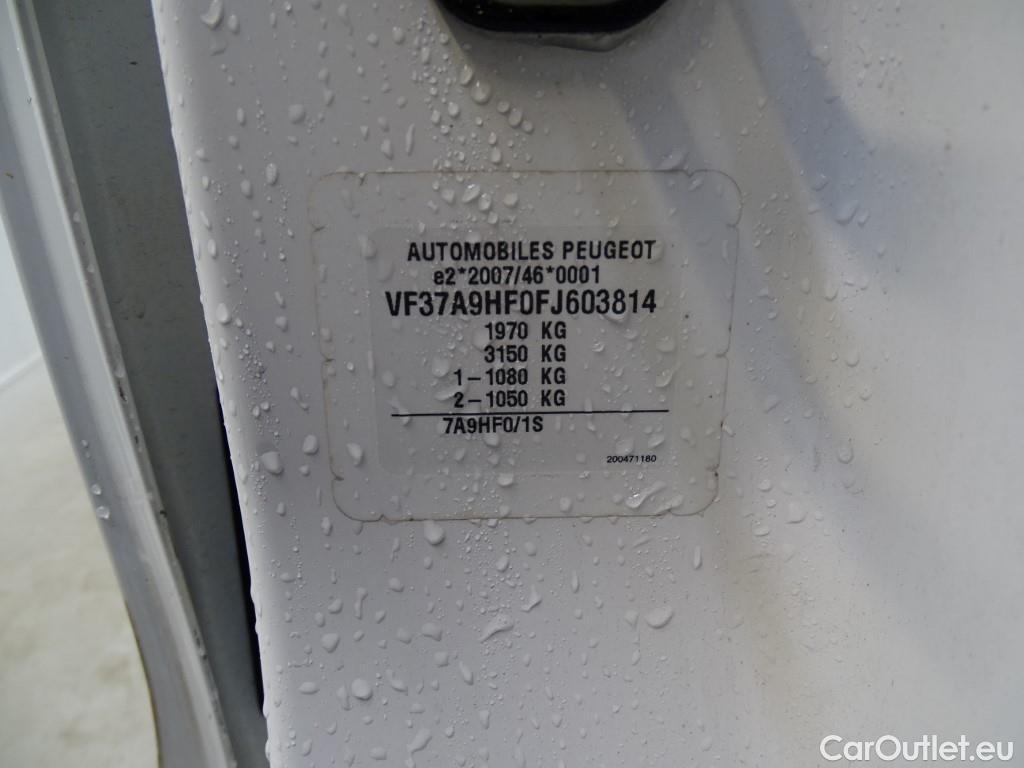 AUTOMOBILES PEUGEOT
e2*2007/46*0001
VF37A9HF0FJ603814
1970 KG
3150 KG
1-1080 KG
2-1050 KG
7A9HF0/1S
200471180
CarOutlet.eu